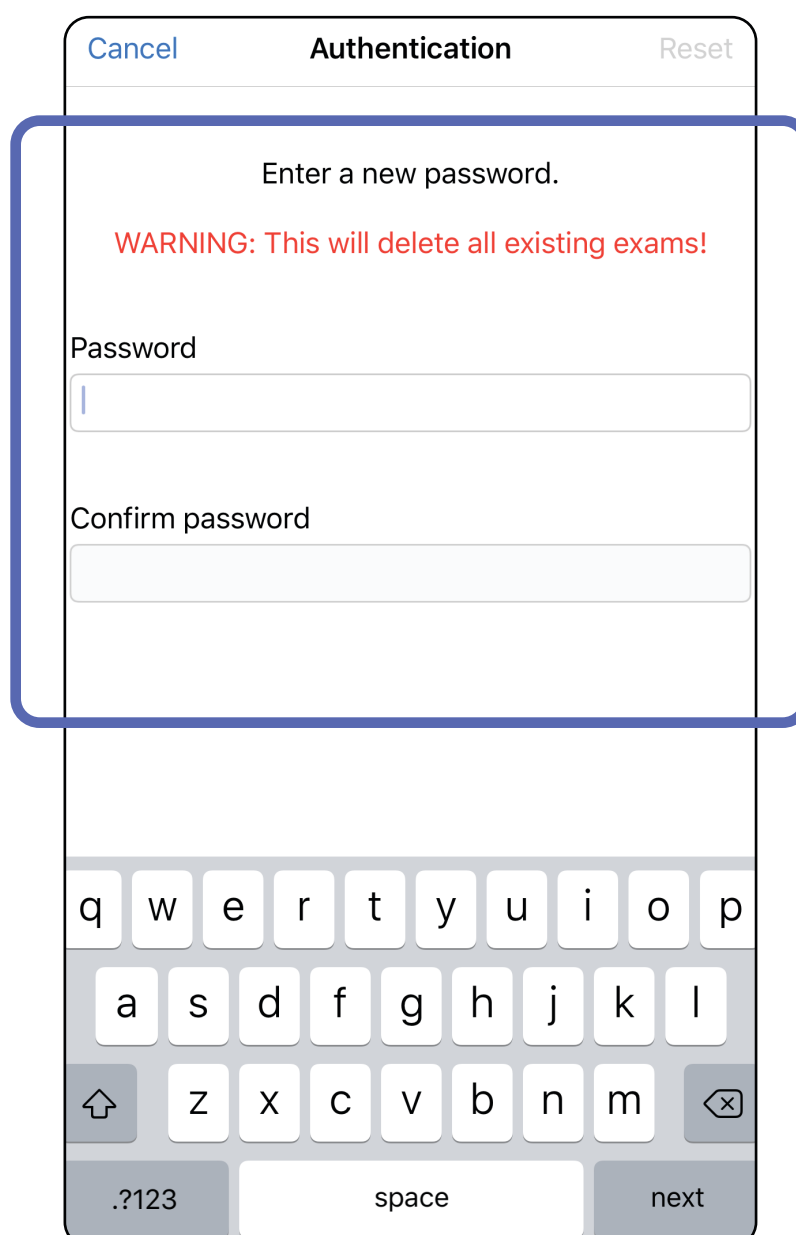 Cancel Authentication Reset
Enter a new password.
WARNING: This will delete all existing exams!
Password
Confirm password
q w e r t y u i o p
a s d f g h j k l
z x c v b n m
.?123 space next